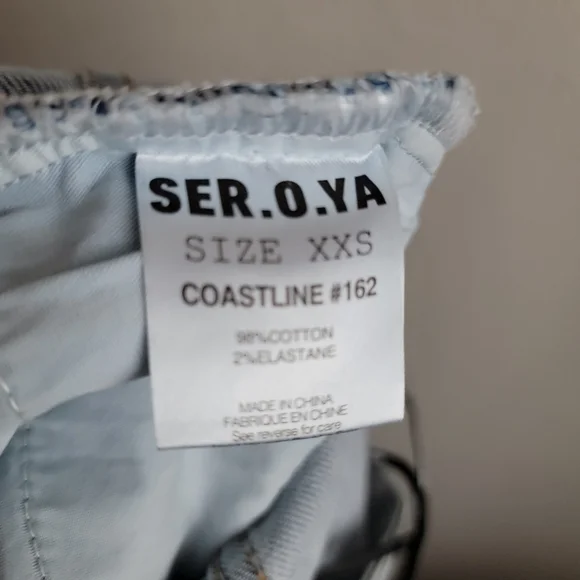 SER.O.YA
SIZE XXS
COASTLINE #162
98%COTTON
2%ELASTANE
MADE IN CHINA
FABRIQUE EN CHINE
See reverse for care